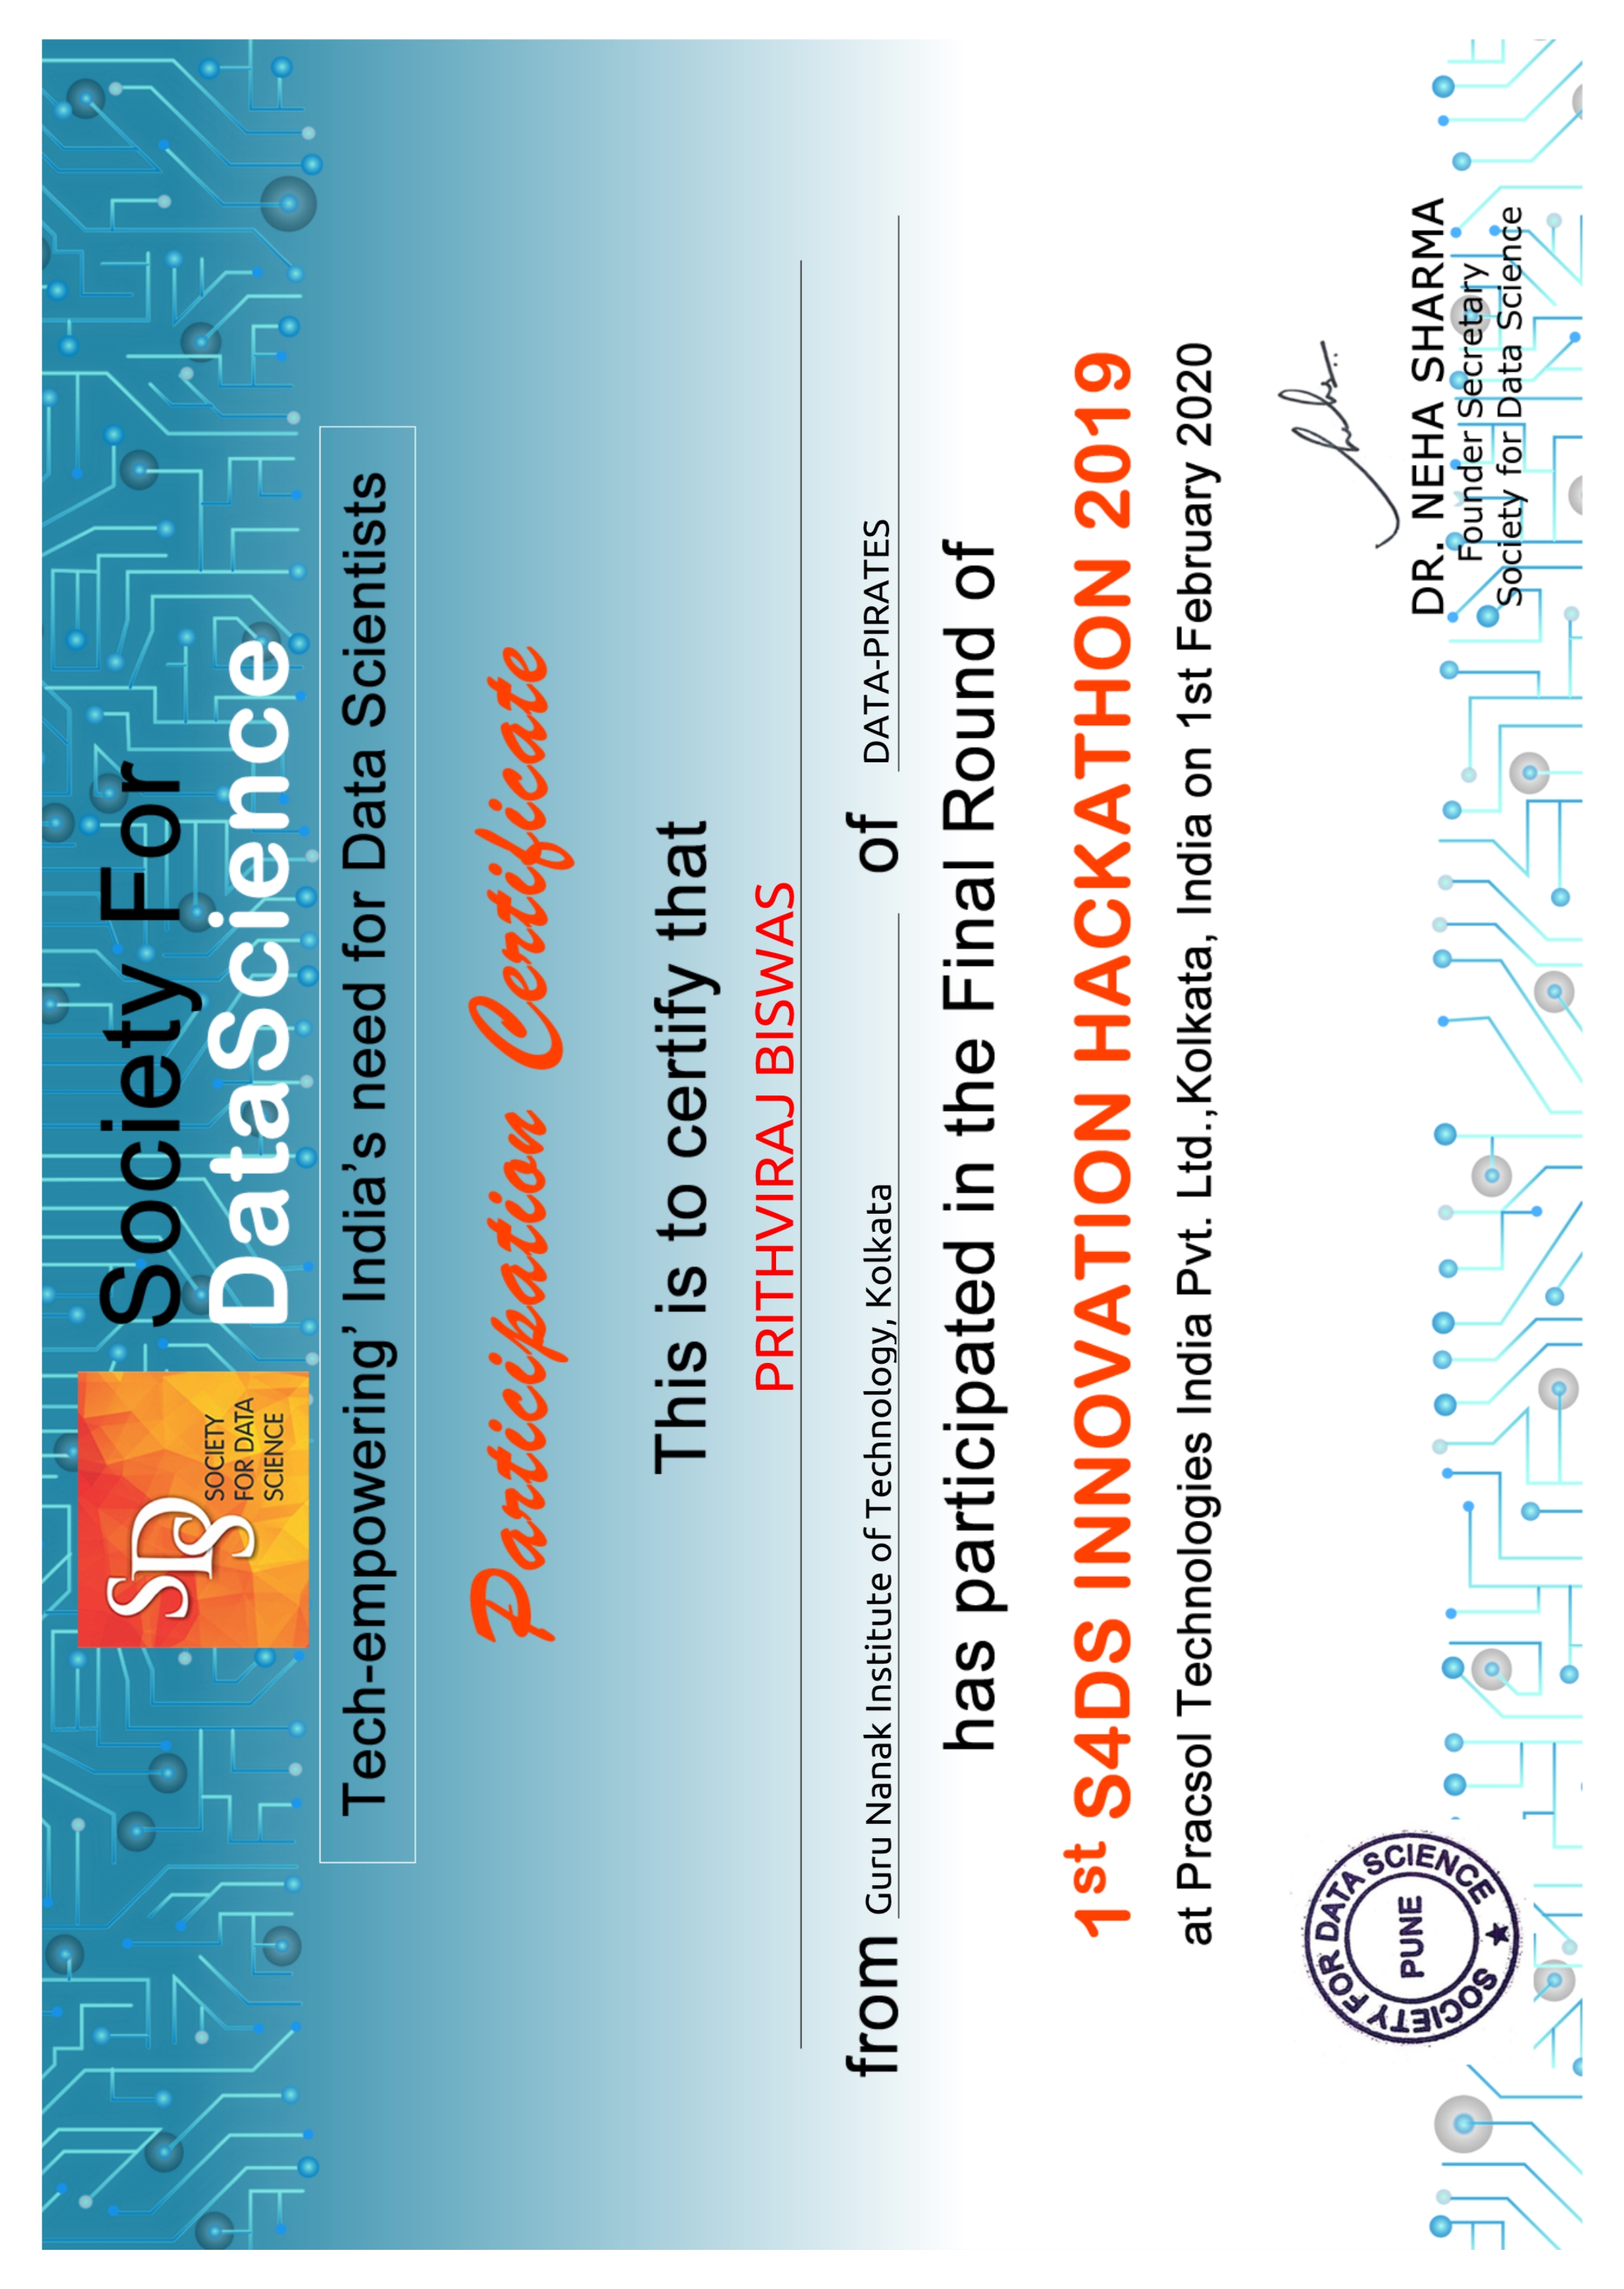 SDS
SOCIETY
FOR DATA
SCIENCE
Society For
DataScience
Tech-empowering’ India’s need for Data Scientists
Participation Certificate
This is to certify that
PRITHVIRAJ BISWAS
from Guru Nanak Institute of Technology, Kolkata of DATA-PIRATES
has participated in the Final Round of
1st S4DS INNOVATION HACKATHON 2019
at Pracsol Technologies India Pvt. Ltd.,Kolkata, India on 1st February 2020
SOCIETY FOR DATA SCIENCE ★
PUNE
DR. NEHA SHARMA
Founder Secretary
Society for Data Science